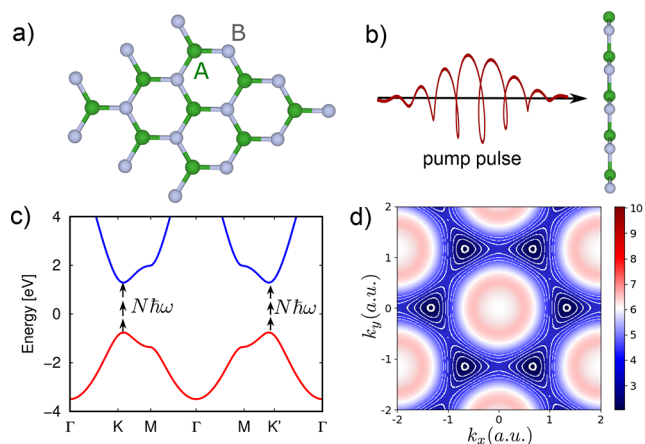 a)
B
A
b)
pump pulse
c)
Energy [eV]
4
2
0
−2
−4
Nħω
Nħω
Γ
K
M
Γ
M
K'
Γ
d)
k_y(a.u.)
2
1
0
-1
-2
-2
-1
0
1
2
k_x(a.u.)
10
9
8
7
6
5
4
3